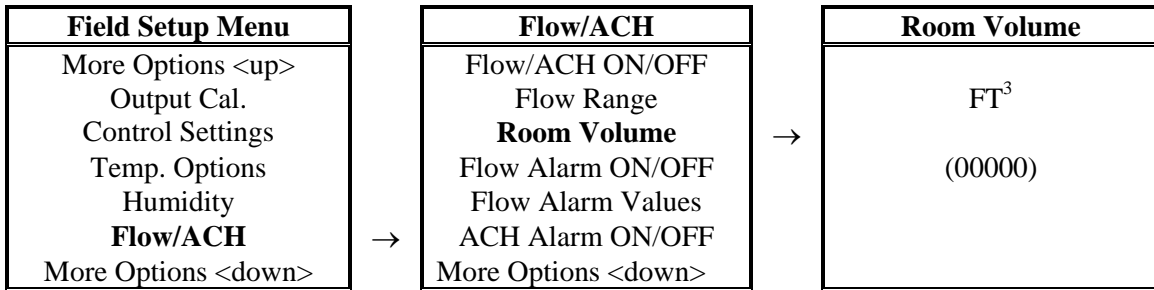 Field Setup Menu
More Options <up>
Output Cal.
Control Settings
Temp. Options
Humidity
Flow/ACH
More Options <down>
→
Flow/ACH
Flow/ACH ON/OFF
Flow Range
Room Volume
Flow Alarm ON/OFF
Flow Alarm Values
ACH Alarm ON/OFF
More Options <down>
→
Room Volume
FT³
(00000)